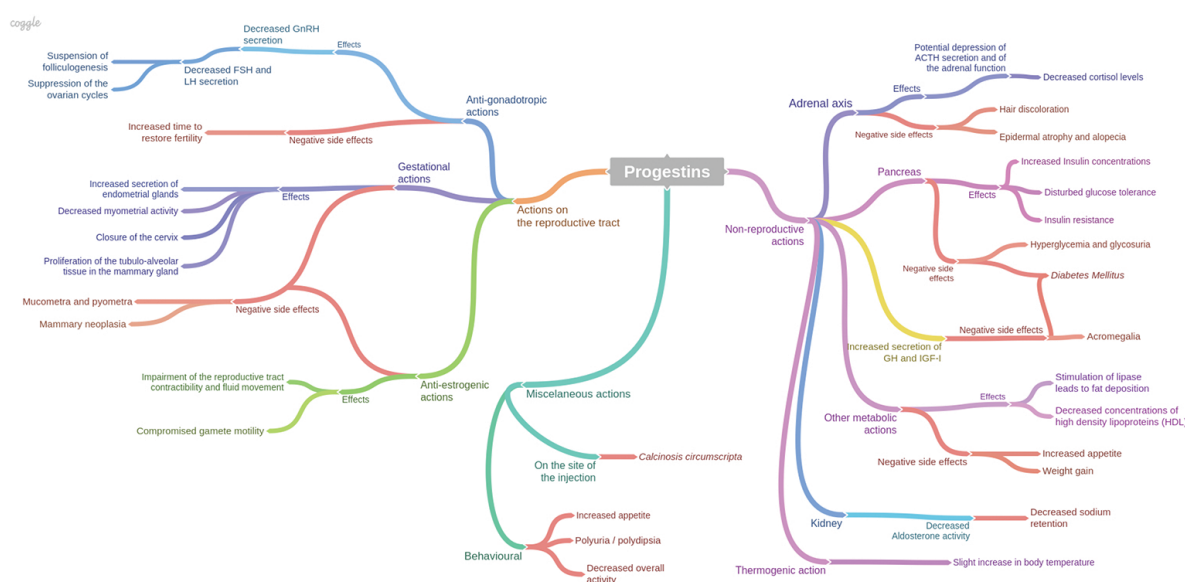 coggle
Progestins
Actions on
the reproductive tract
Anti-gonadotropic
actions
Effects
Decreased GnRH
secretion
Decreased FSH and
LH secretion
Suspension of
folliculogenesis
Suppression of the
ovarian cycles
Negative side effects
Increased time to
restore fertility
Gestational
actions
Effects
Increased secretion of
endometrial glands
Decreased myometrial activity
Closure of the cervix
Proliferation of the tubulo-alveolar
tissue in the mammary gland
Negative side effects
Mucometra and pyometra
Mammary neoplasia
Anti-estrogenic
actions
Effects
Impairment of the reproductive tract
contractibility and fluid movement
Compromised gamete motility
Miscelaneous actions
On the site of
the injection
Calcinosis circumscripta
Behavioural
Increased appetite
Polyuria / polydipsia
Decreased overall
activity
Non-reproductive
actions
Adrenal axis
Effects
Potential depression of
ACTH secretion and of
the adrenal function
Decreased cortisol levels
Negative side effects
Hair discoloration
Epidermal atrophy and alopecia
Pancreas
Effects
Increased Insulin concentrations
Disturbed glucose tolerance
Insulin resistance
Negative side
effects
Hyperglycemia and glycosuria
Diabetes Mellitus
Increased secretion of
GH and IGF-I
Negative side effects
Acromegalia
Other metabolic
actions
Effects
Stimulation of lipase
leads to fat deposition
Decreased concentrations of
high density lipoproteins (HDL)
Negative side effects
Increased appetite
Weight gain
Kidney
Decreased
Aldosterone activity
Decreased sodium
retention
Thermogenic action
Slight increase in body temperature